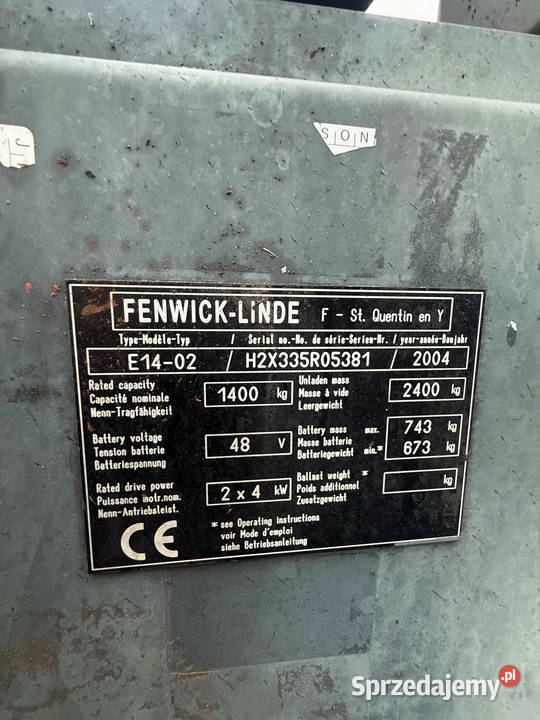 SON
FENWICK-LiNDE F - St. Quentin en Y
Type-Modèle-Typ / Serial no.-No. de série-Serien-Nr. / year-année-Baujahr
E14-02 / H2X335R05381 / 2004
Rated capacity
Capacité nominale
Nenn-Tragfähigkeit
1400 kg
Unladen mass
Masse à vide
Leergewicht
2400 kg
Battery voltage
Tension batterie
Batteriespannung
48 V
Battery mass max.
Masse batterie
Batteriegewicht min.*
743 kg
673 kg
Rated drive power
Puissance motr.nom.
Nenn-Antriebsleist.
2 x 4 kW
Ballast weight *
Poids additionnel
Zusatzgewicht
kg
* see Operating instructions
voir Mode d'emploi
siehe Betriebsanleitung
CE
Sprzedajemy.pl